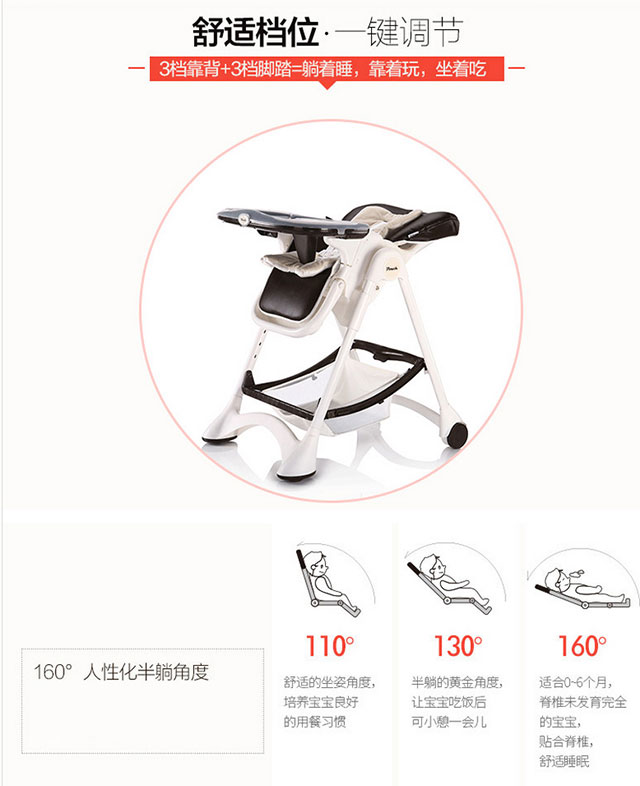 舒适档位·一键调节
3档靠背+3档脚踏=躺着睡，靠着玩，坐着吃
Pouch
160° 人性化半躺角度
110°
舒适的坐姿角度，
培养宝宝良好
的用餐习惯
130°
半躺的黄金角度，
让宝宝吃饭后
可小憩一会儿
160°
适合0~6个月，
脊椎未发育完全
的宝宝，
贴合脊椎，
舒适睡眠